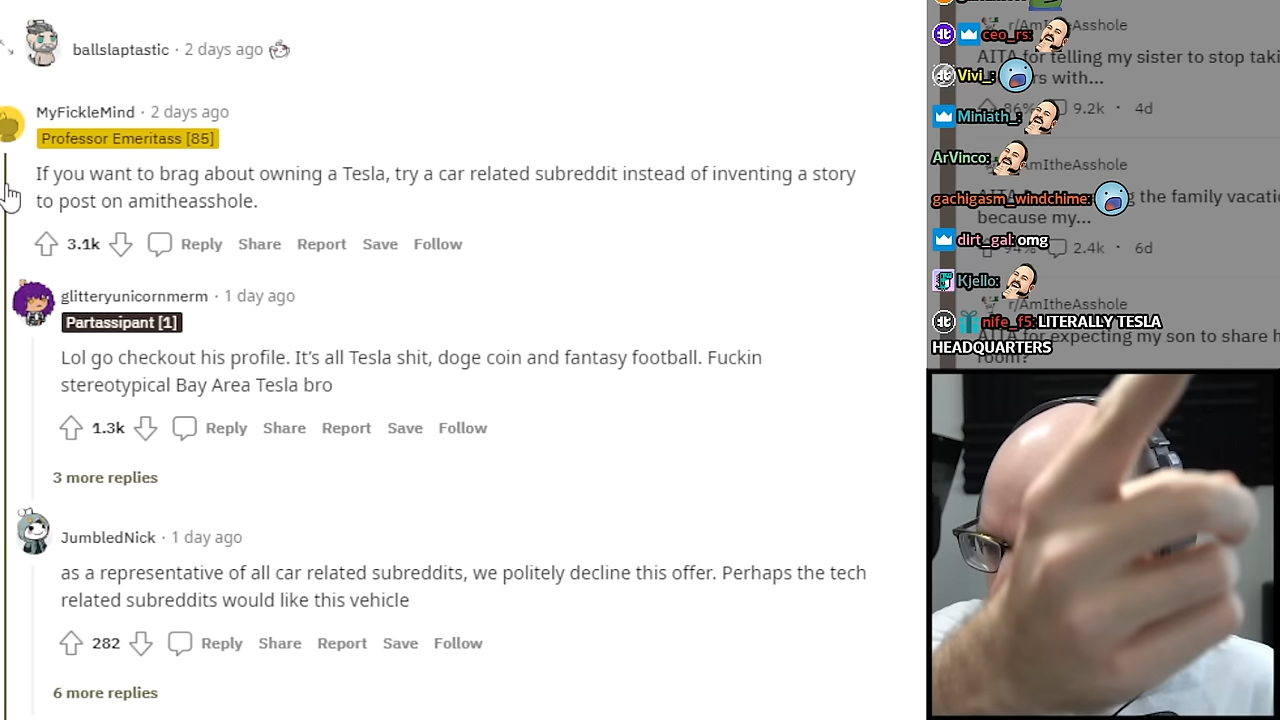 ballslaptastic · 2 days ago
MyFickleMind · 2 days ago
Professor Emeritass [85]
If you want to brag about owning a Tesla, try a car related subreddit instead of inventing a story
to post on amitheasshole.
3.1k Reply Share Report Save Follow
glitteryunicornmerm · 1 day ago
Partassipant [1]
Lol go checkout his profile. It’s all Tesla shit, doge coin and fantasy football. Fuckin
stereotypical Bay Area Tesla bro
1.3k Reply Share Report Save Follow
3 more replies
JumbledNick · 1 day ago
as a representative of all car related subreddits, we politely decline this offer. Perhaps the tech
related subreddits would like this vehicle
282 Reply Share Report Save Follow
6 more replies
r/AmItheAsshole
ceo_rs:
AITA for telling my sister to stop taki
Vivi_:
with...
86% 9.2k · 4d
Miniath_:
ArVinco:
AmItheAsshole
gachigasm_windchime:
the family vacatio
because my...
dirt_gal: omg
94% 2.4k · 6d
Kjello:
r/AmItheAsshole
nife_f5: LITERALLY TESLA
HEADQUARTERS
AITA for expecting my son to share h
room?